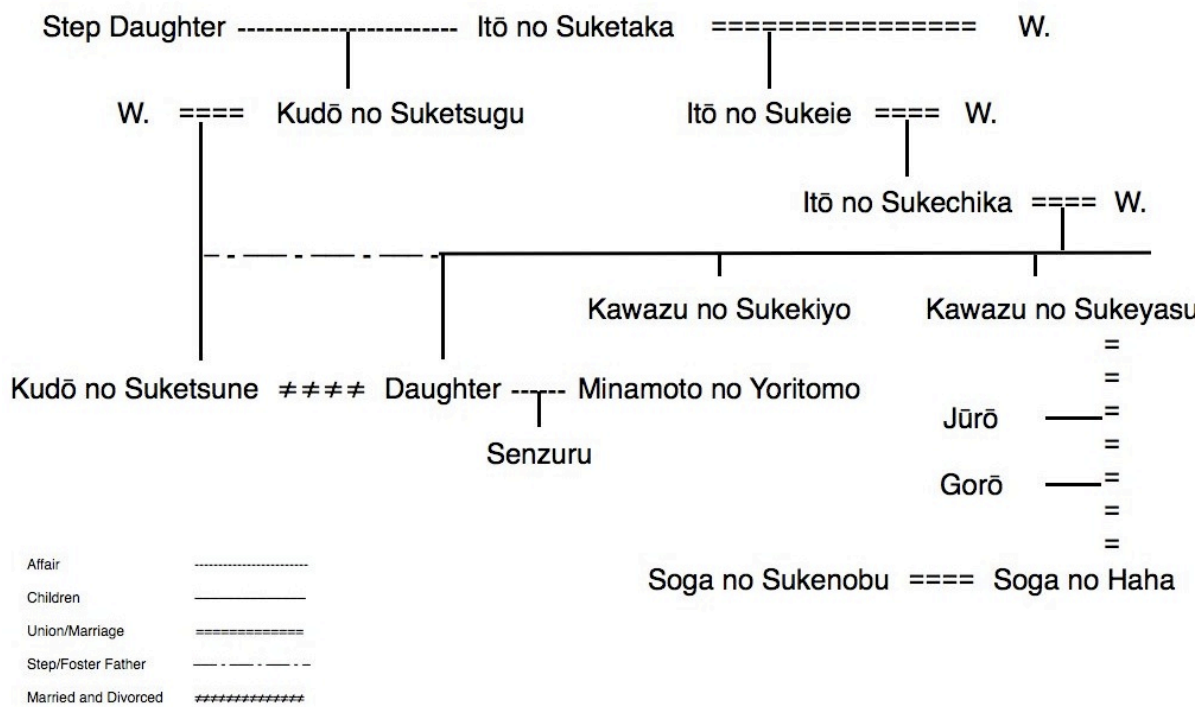 Step Daughter Itō no Suketaka W.
W. Kudō no Suketsugu Itō no Sukeie W.
Itō no Sukechika W.
Kawazu no Sukekiyo Kawazu no Sukeyasu
Kudō no Suketsune Daughter Minamoto no Yoritomo
Jūrō
Senzuru
Gorō
Soga no Sukenobu Soga no Haha
Affair
Children
Union/Marriage
Step/Foster Father
Married and Divorced